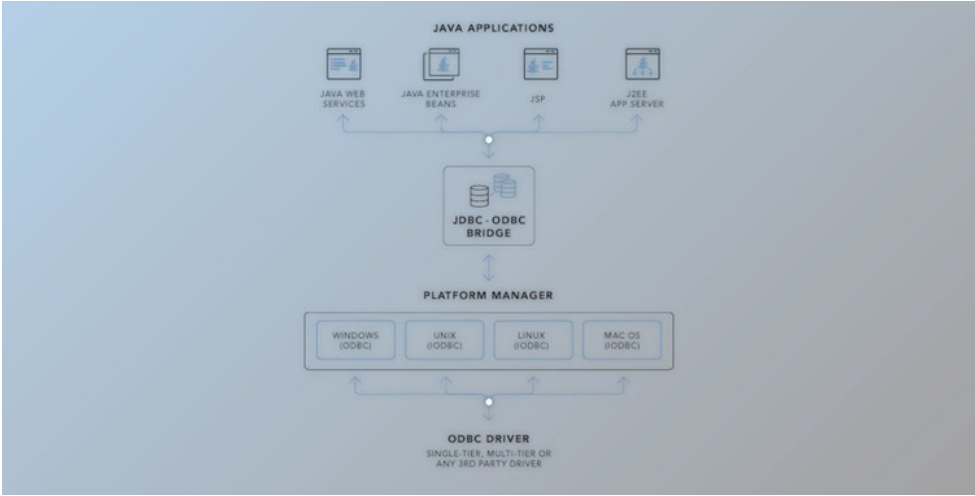 JAVA APPLICATIONS
JAVA WEB
SERVICES
JAVA ENTERPRISE
BEANS
JSP
J2EE
APP SERVER
JDBC - ODBC
BRIDGE
PLATFORM MANAGER
WINDOWS
(ODBC)
UNIX
(IODBC)
LINUX
(IODBC)
MAC OS
(IODBC)
ODBC DRIVER
SINGLE-TIER, MULTI-TIER OR
ANY 3RD PARTY DRIVER